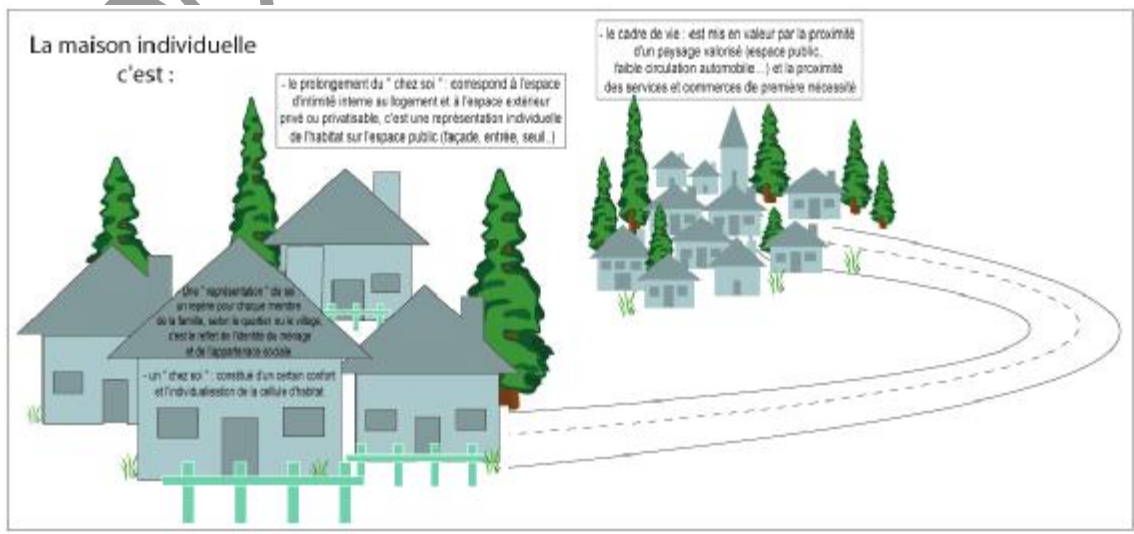 La maison individuelle
c'est :
- le prolongement du " chez soi " : correspond à l'espace
d'intimité interne au logement et à l'espace extérieur
privé ou privatisable, c'est une représentation individuelle
de l'habitat sur l'espace public (façade, entrée, seuil..)
- le cadre de vie : est mis en valeur par la proximité
d'un paysage valorisé (espace public,
faible circulation automobile....) et la proximité
des services et commerces de première nécessité
- Une " représentation " de soi :
un repère pour chaque membre
de la famille, selon le quartier ou le village,
c'est le reflet de l'identité du ménage
et de l'appartenace sociale
- un " chez soi " : constitué d'un certain confort
et l'individualisation de la cellule d'habitat